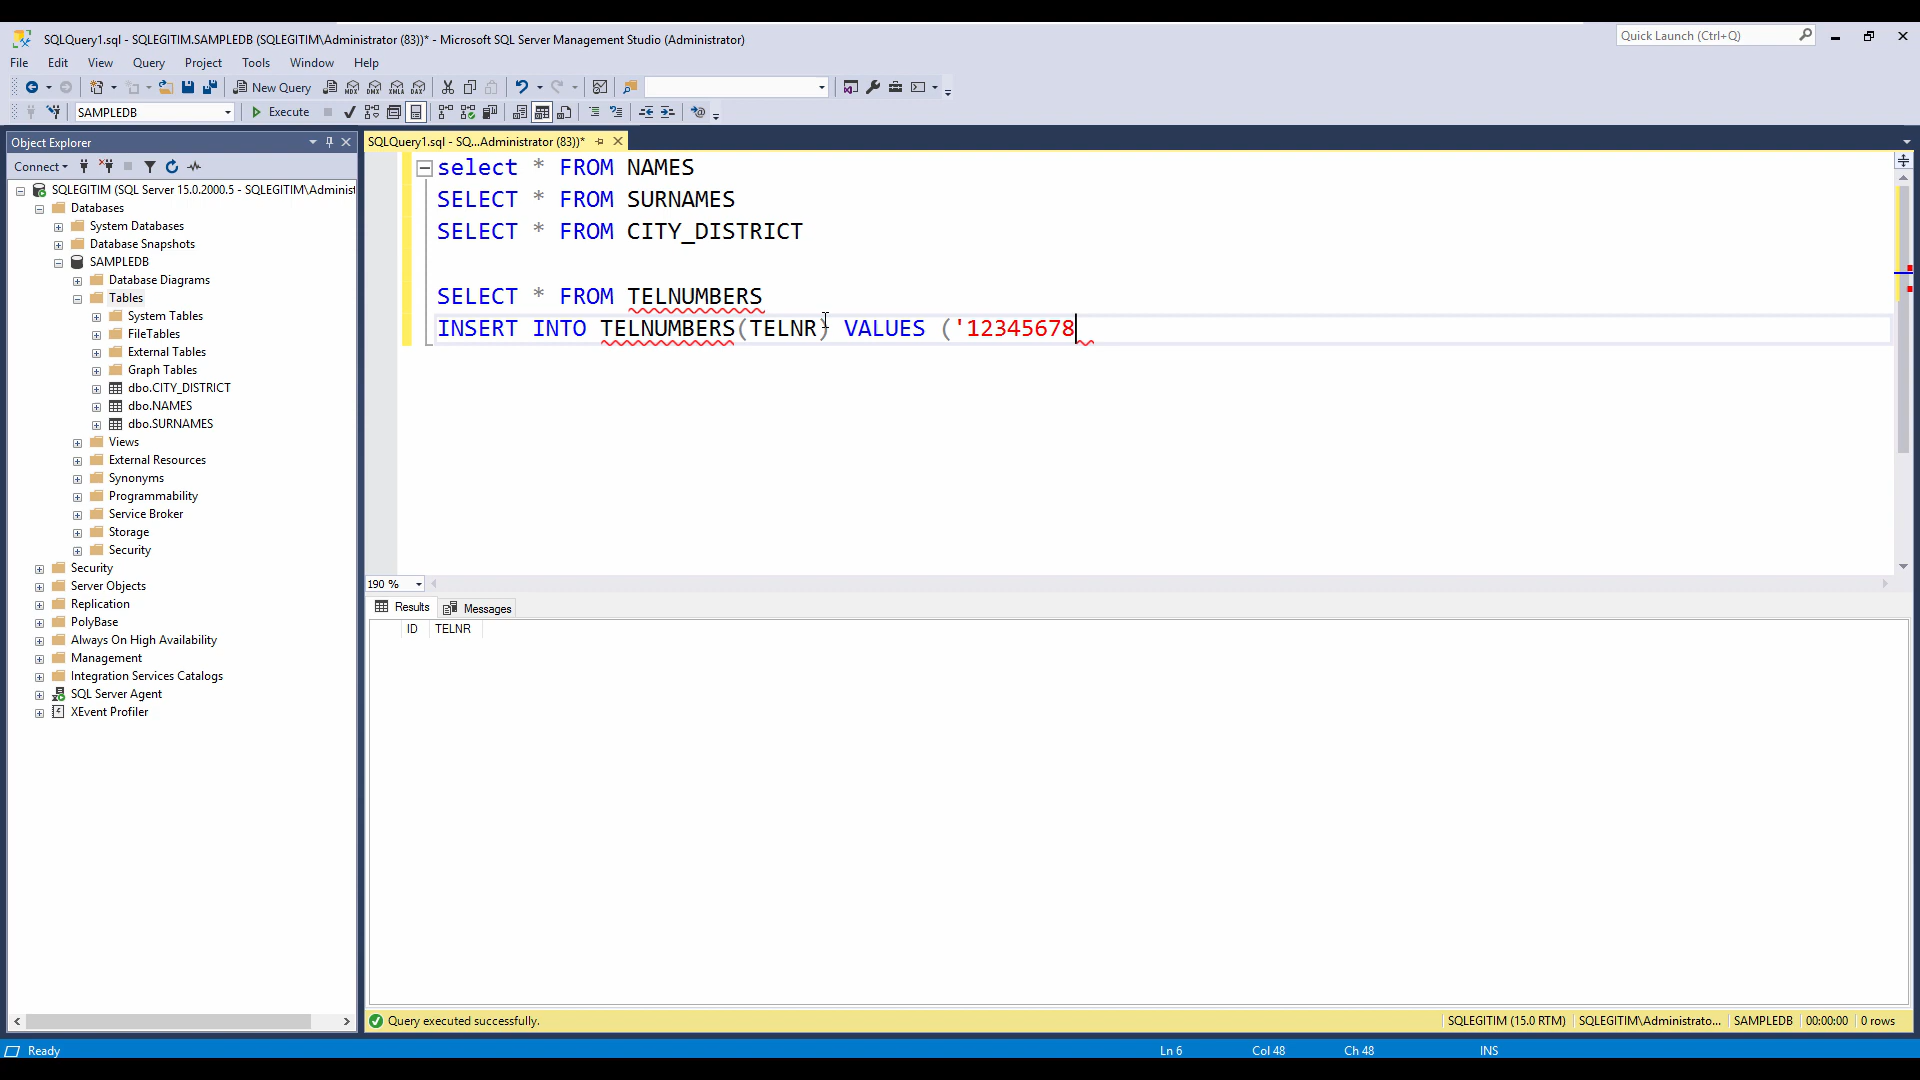 SQLQuery1.sql - SQLEGITIM.SAMPLEDB (SQLEGITIM\Administrator (83))* - Microsoft SQL Server Management Studio (Administrator)
Quick Launch (Ctrl+Q)
File Edit View Query Project Tools Window Help
New Query
MDX DMX XMLA DAX
SAMPLEDB
Execute
Object Explorer
Connect
SQLEGITIM (SQL Server 15.0.2000.5 - SQLEGITIM\Administ
Databases
System Databases
Database Snapshots
SAMPLEDB
Database Diagrams
Tables
System Tables
FileTables
External Tables
Graph Tables
dbo.CITY_DISTRICT
dbo.NAMES
dbo.SURNAMES
Views
External Resources
Synonyms
Programmability
Service Broker
Storage
Security
Security
Server Objects
Replication
PolyBase
Always On High Availability
Management
Integration Services Catalogs
SQL Server Agent
XEvent Profiler
SQLQuery1.sql - SQ...Administrator (83))*
select * FROM NAMES
SELECT * FROM SURNAMES
SELECT * FROM CITY_DISTRICT
SELECT * FROM TELNUMBERS
INSERT INTO TELNUMBERS(TELNR) VALUES ('12345678
190 %
Results Messages
ID TELNR
Query executed successfully.
SQLEGITIM (15.0 RTM) SQLEGITIM\Administrato... SAMPLEDB 00:00:00 0 rows
Ready
Ln 6 Col 48 Ch 48 INS